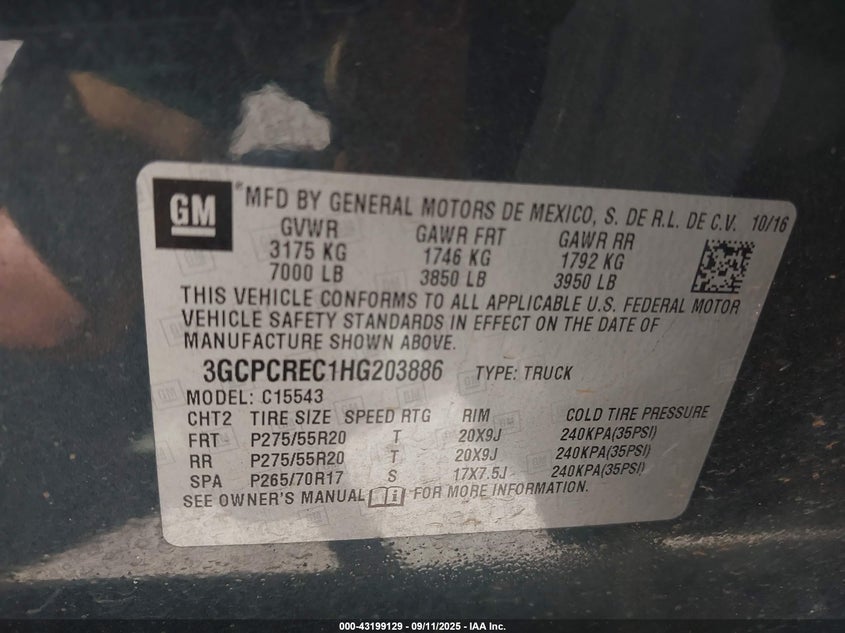 GM
®MFD BY GENERAL MOTORS DE MEXICO, S. DE R.L. DE C.V. 10/16
GVWR GAWR FRT GAWR RR
3175 KG 1746 KG 1792 KG
7000 LB 3850 LB 3950 LB
THIS VEHICLE CONFORMS TO ALL APPLICABLE U.S. FEDERAL MOTOR
VEHICLE SAFETY STANDARDS IN EFFECT ON THE DATE OF
MANUFACTURE SHOWN ABOVE.
3GCPCREC1HG203886 TYPE: TRUCK
MODEL: C15543
CHT2 TIRE SIZE SPEED RTG RIM COLD TIRE PRESSURE
FRT P275/55R20 T 20X9J 240KPA(35PSI)
RR P275/55R20 T 20X9J 240KPA(35PSI)
SPA P265/70R17 S 17X7.5J 240KPA(35PSI)
SEE OWNER'S MANUAL i FOR MORE INFORMATION.
000-43199129 - 09/11/2025 - IAA Inc.